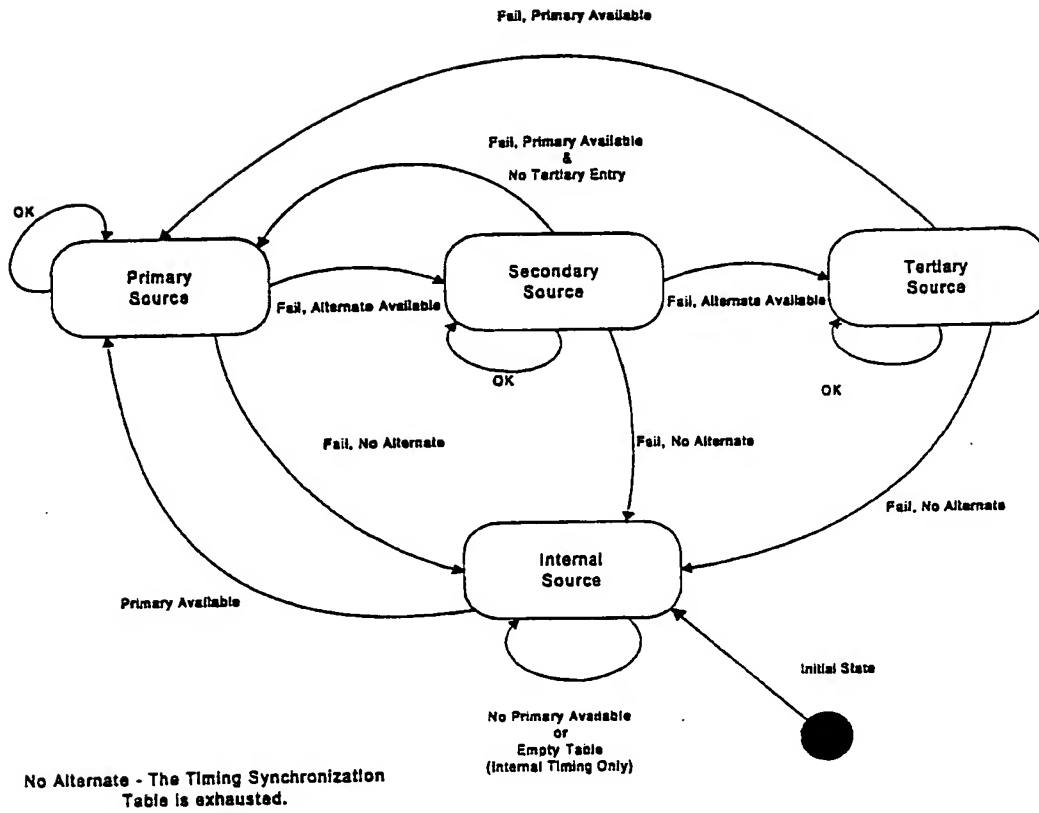 Fail, Primary Available
Fail, Primary Available
&
No Tertiary Entry
OK
Primary
Source
Secondary
Source
Tertiary
Source
Fail, Alternate Available
Fail, Alternate Available
OK
OK
Fail, No Alternate
Fail, No Alternate
Fail, No Alternate
Internal
Source
Primary Available
Initial State
No Primary Available
or
Empty Table
(Internal Timing Only)
No Alternate - The Timing Synchronization
Table is exhausted.